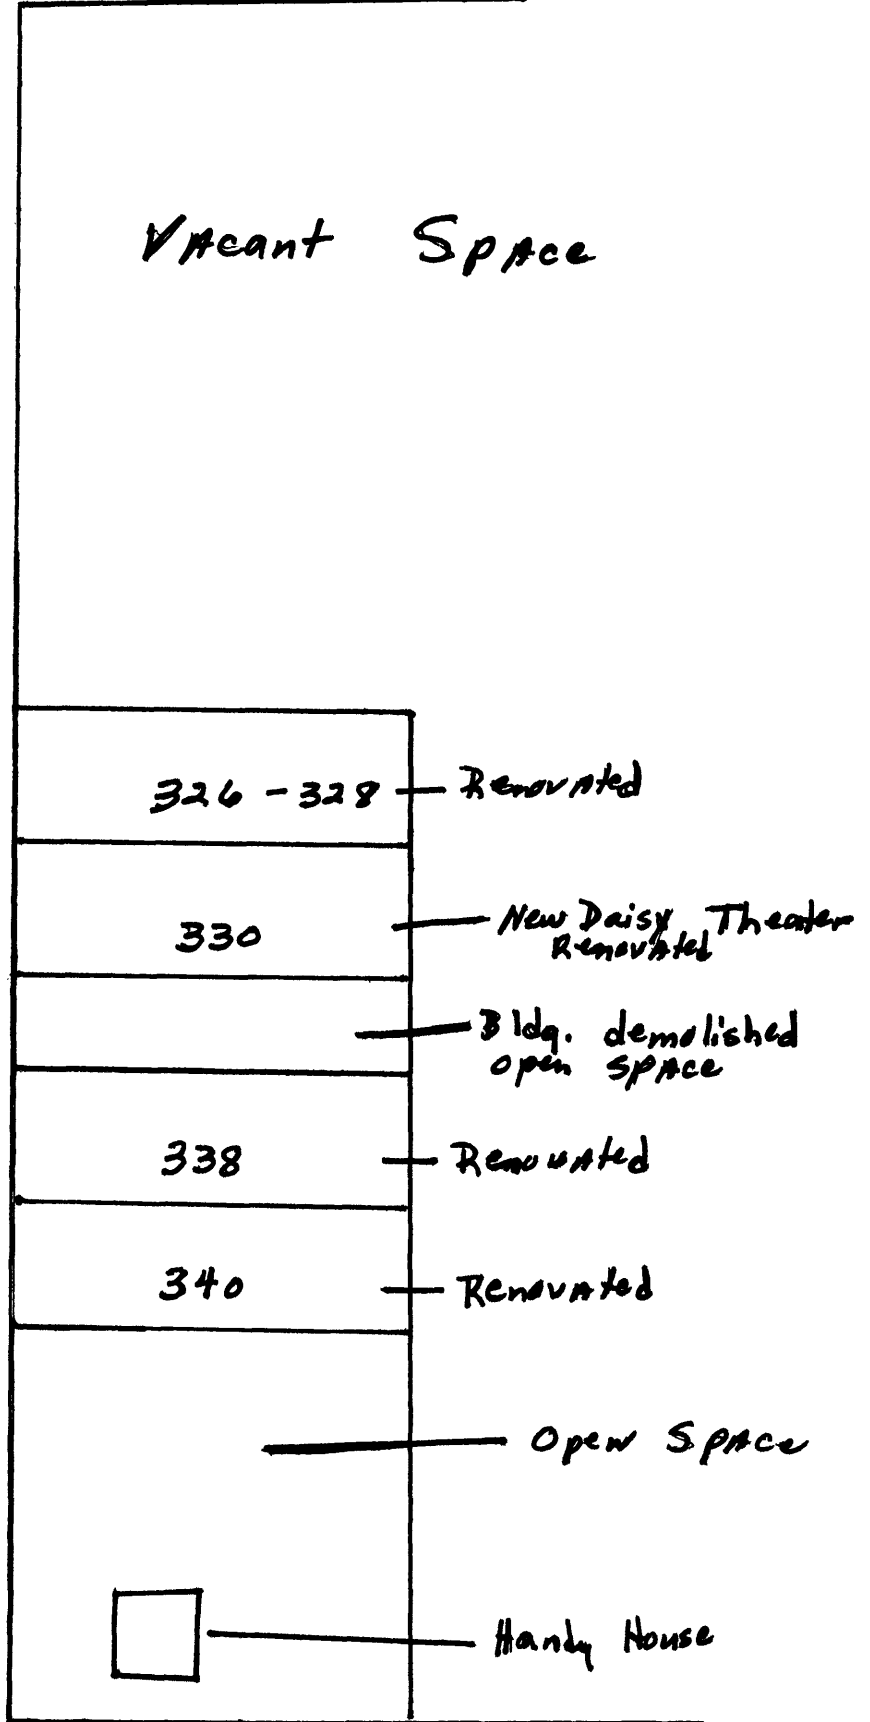 Vacant Space
326 - 328 Renovated
330 New Daisy Theater
Renovated
Bldg. demolished
open space
338 Renovated
340 Renovated
Open Space
Handy House